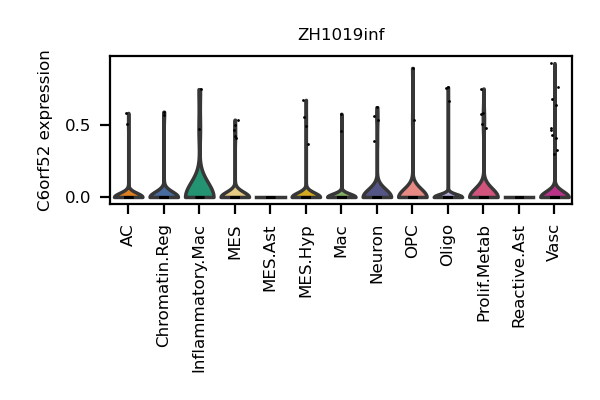 ZH1019inf
C6orf52 expression
0.5
0.0
AC
Chromatin.Reg
Inflammatory.Mac
MES
MES.Ast
MES.Hyp
Mac
Neuron
OPC
Oligo
Prolif.Metab
Reactive.Ast
Vasc